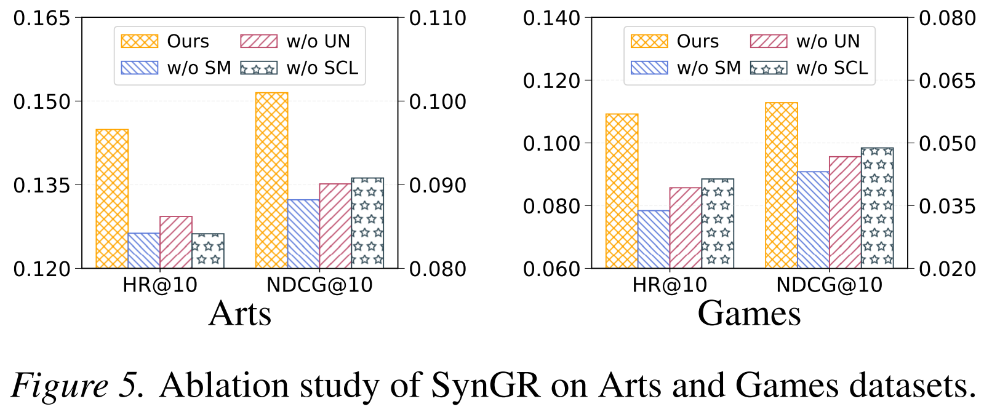 0.165
0.150
0.135
0.120
0.110
0.100
0.090
0.080
Ours
w/o UN
w/o SM
w/o SCL
HR@10
NDCG@10
Arts
0.140
0.120
0.100
0.080
0.060
0.080
0.065
0.050
0.035
0.020
Ours
w/o UN
w/o SM
w/o SCL
HR@10
NDCG@10
Games
Figure 5. Ablation study of SynGR on Arts and Games datasets.